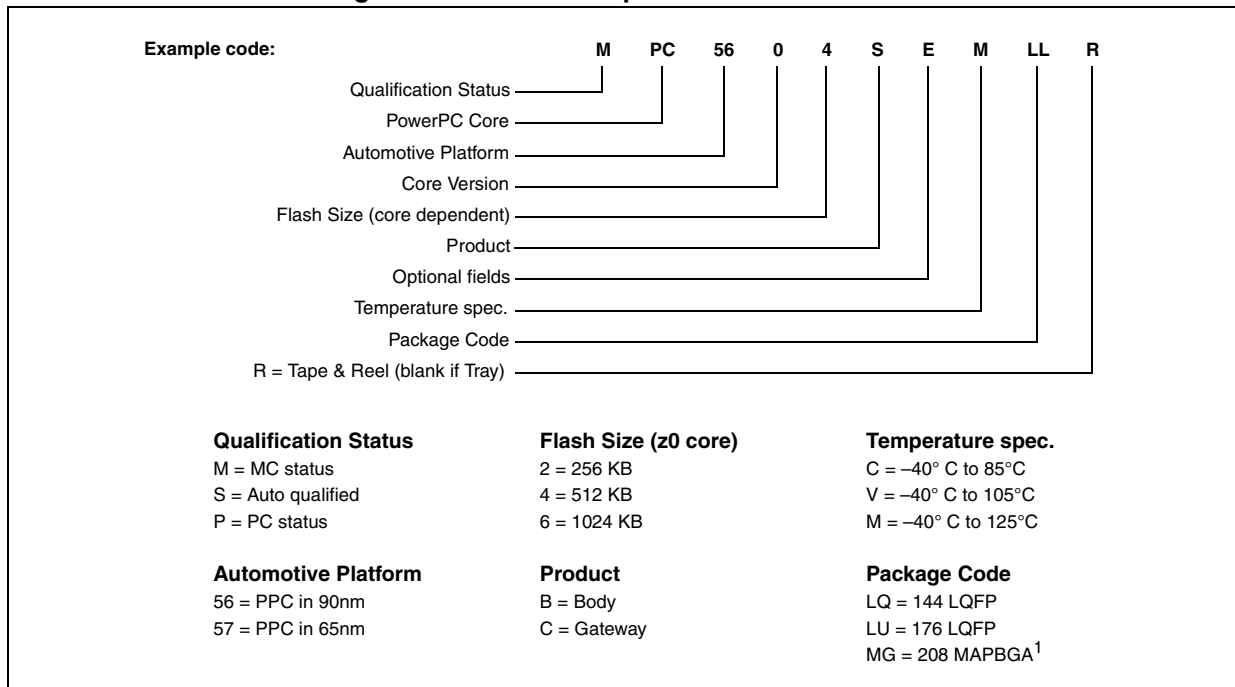 Example code: M PC 56 0 4 S E M LL R
Qualification Status
PowerPC Core
Automotive Platform
Core Version
Flash Size (core dependent)
Product
Optional fields
Temperature spec.
Package Code
R = Tape & Reel (blank if Tray)
Qualification Status
M = MC status
S = Auto qualified
P = PC status
Flash Size (z0 core)
2 = 256 KB
4 = 512 KB
6 = 1024 KB
Temperature spec.
C = –40° C to 85°C
V = –40° C to 105°C
M = –40° C to 125°C
Automotive Platform
56 = PPC in 90nm
57 = PPC in 65nm
Product
B = Body
C = Gateway
Package Code
LQ = 144 LQFP
LU = 176 LQFP
MG = 208 MAPBGA1